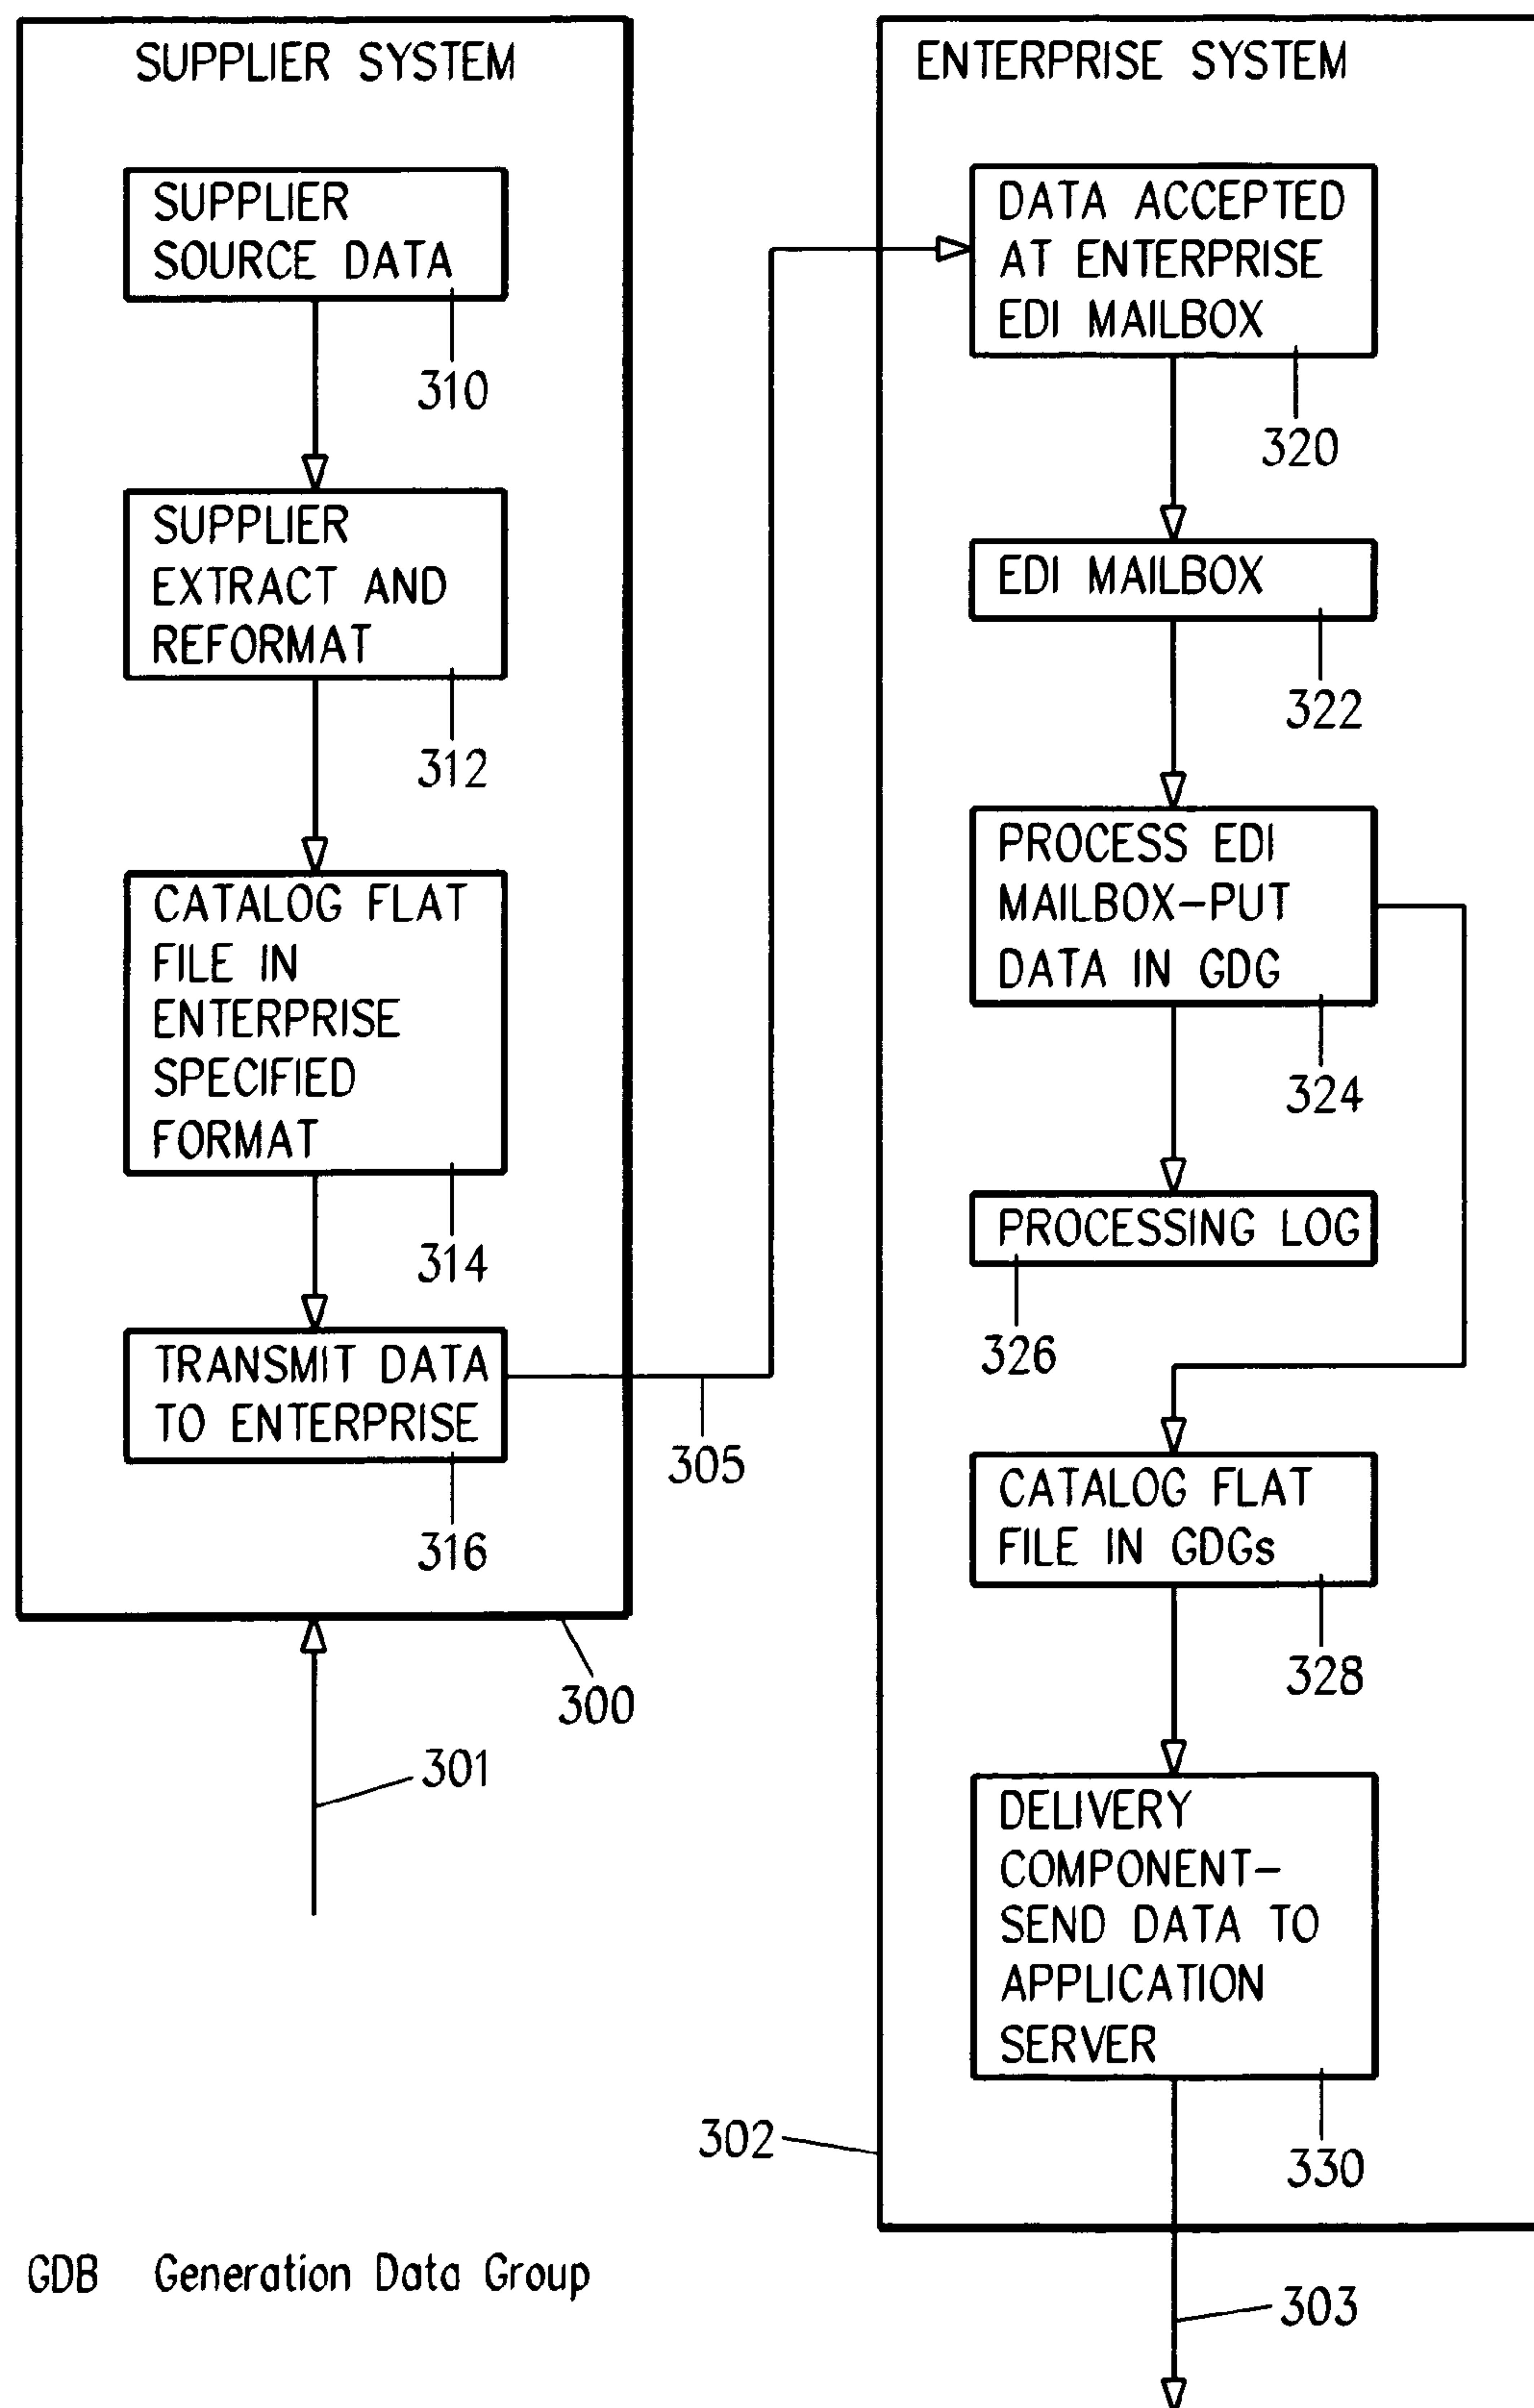 SUPPLIER SYSTEM
SUPPLIER
SOURCE DATA
310
SUPPLIER
EXTRACT AND
REFORMAT
312
CATALOG FLAT
FILE IN
ENTERPRISE
SPECIFIED
FORMAT
314
TRANSMIT DATA
TO ENTERPRISE
316
305
300
301
ENTERPRISE SYSTEM
DATA ACCEPTED
AT ENTERPRISE
EDI MAILBOX
320
EDI MAILBOX
322
PROCESS EDI
MAILBOX-PUT
DATA IN GDG
324
PROCESSING LOG
326
CATALOG FLAT
FILE IN GDGs
328
DELIVERY
COMPONENT-
SEND DATA TO
APPLICATION
SERVER
330
302
303
GDB Generation Data Group